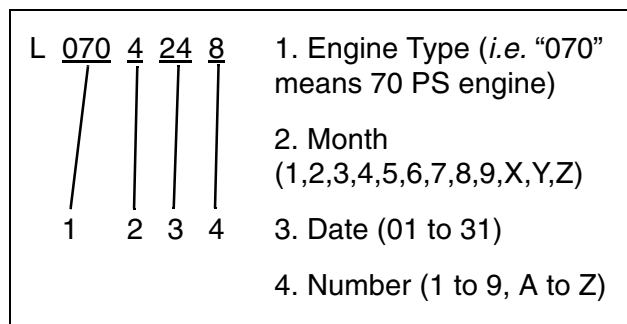 L 070 4 24 8
1 2 3 4
1. Engine Type (i.e. “070”
means 70 PS engine)
2. Month
(1,2,3,4,5,6,7,8,9,X,Y,Z)
3. Date (01 to 31)
4. Number (1 to 9, A to Z)